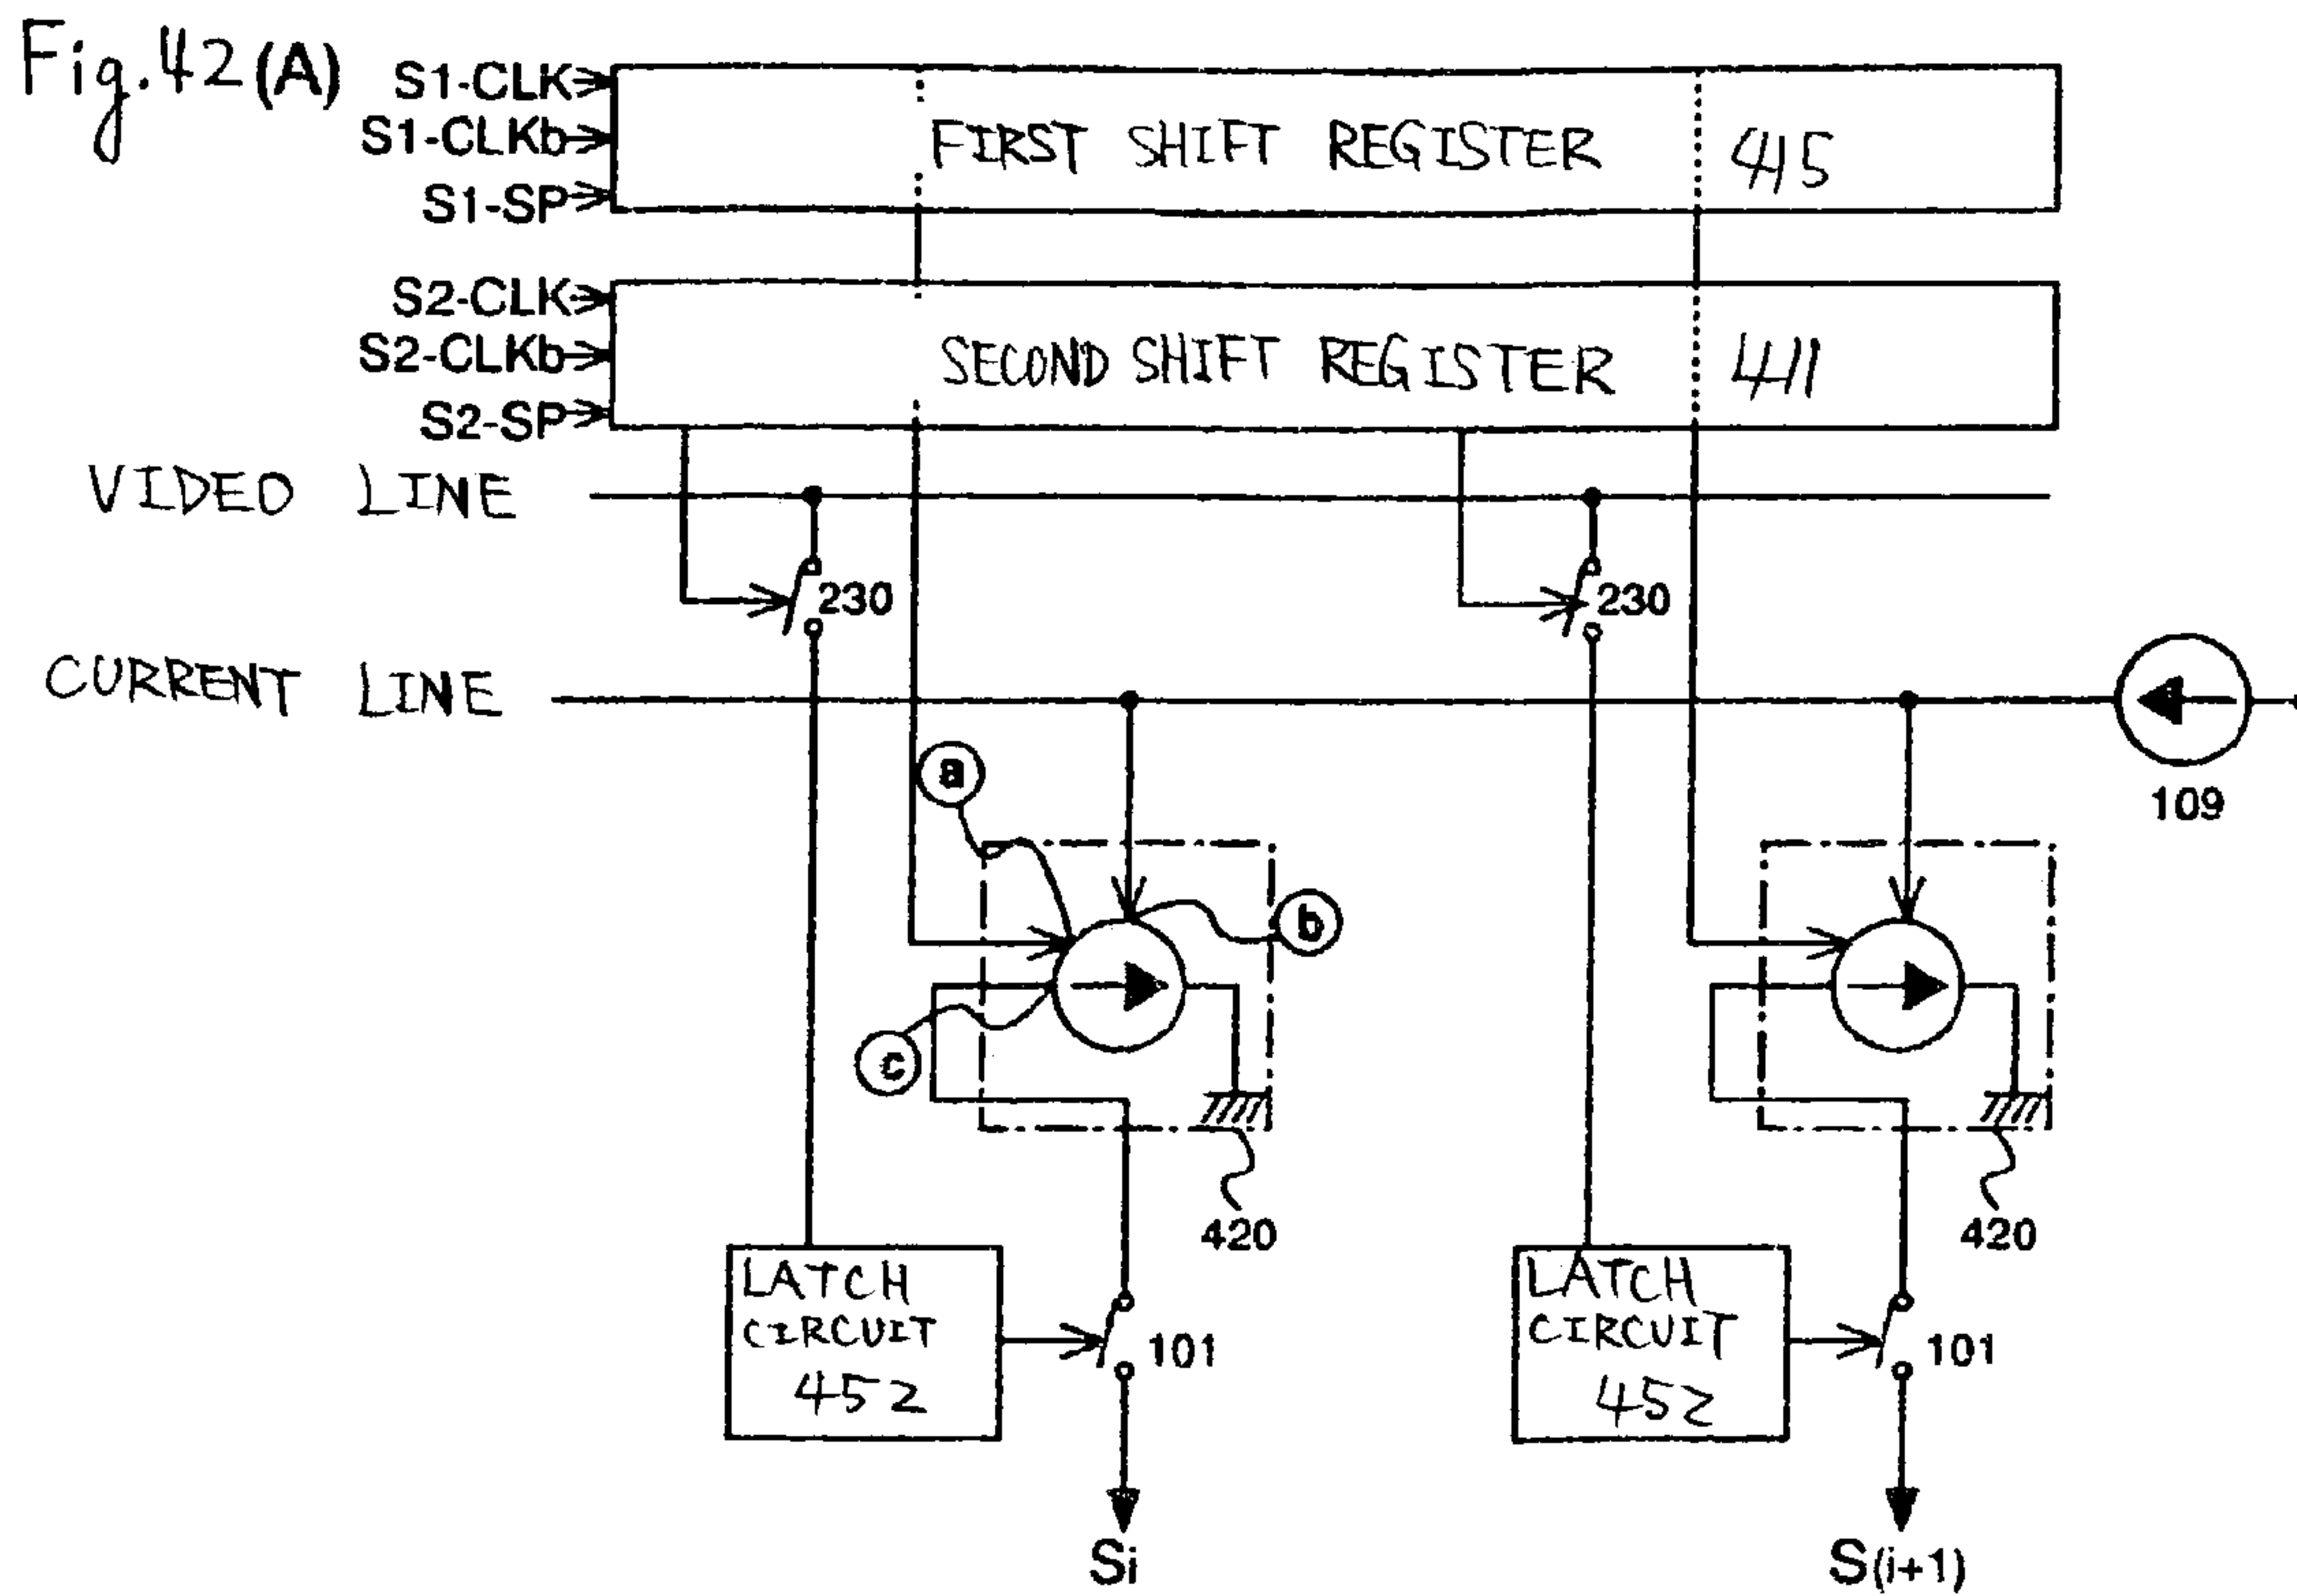 Fig.42(A)
S1-CLK
S1-CLKb
S1-SP
FIRST SHIFT REGISTER 415
S2-CLK
S2-CLKb
S2-SP
SECOND SHIFT REGISTER 411
VIDEO LINE
230
230
CURRENT LINE
109
a
b
c
420
420
LATCH
CIRCUIT
452
101
LATCH
CIRCUIT
452
101
Si
S(i+1)